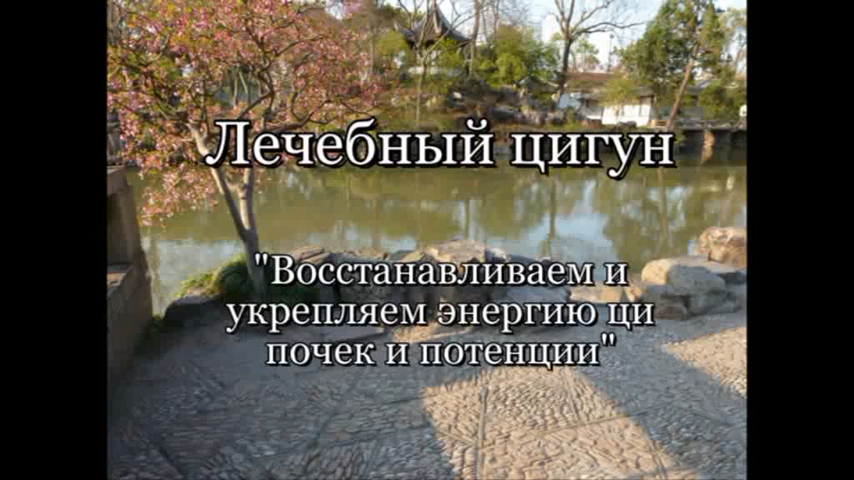 Лечебный цигун
"Восстанавливаем и
укрепляем энергию ци
почек и потенции"